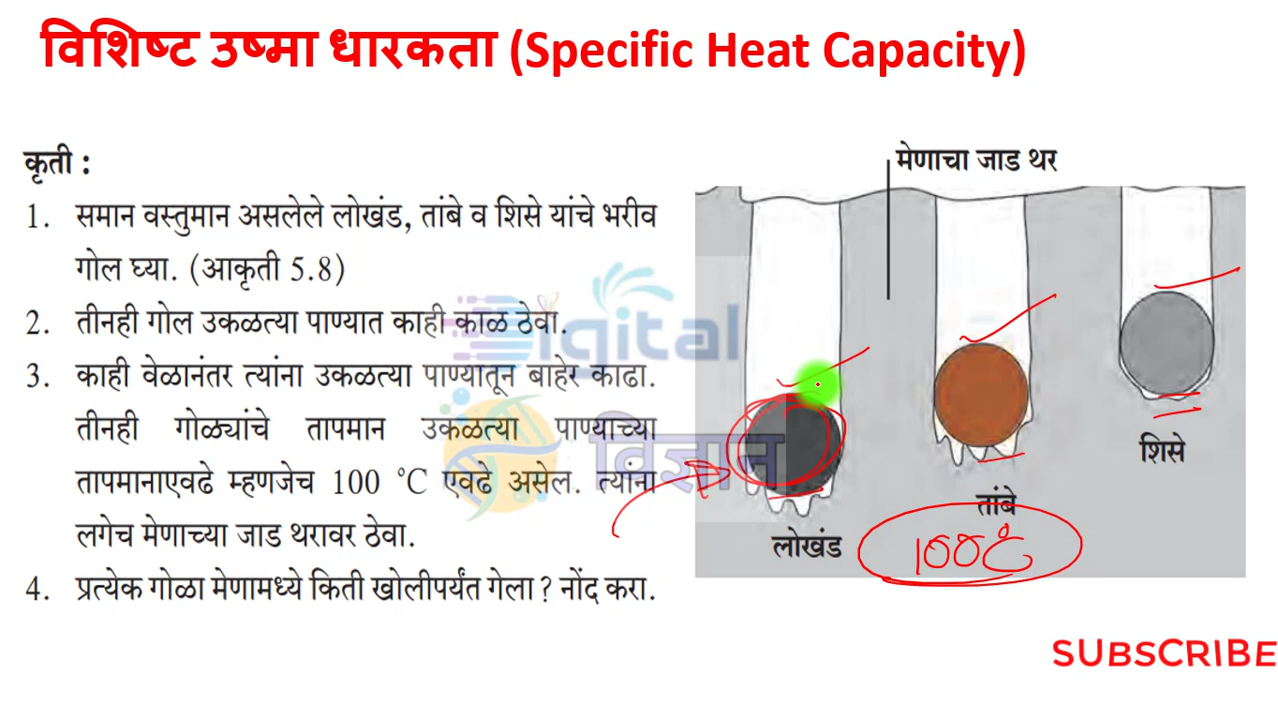 विशिष्ट उष्मा धारकता (Specific Heat Capacity)
कृती :
1. समान वस्तुमान असलेले लोखंड, तांबे व शिसे यांचे भरीव
गोल घ्या. (आकृती 5.8)
2. तीनही गोल उकळत्या पाण्यात काही काळ ठेवा.
3. काही वेळानंतर त्यांना उकळत्या पाण्यातून बाहेर काढा.
तीनही गोळ्यांचे तापमान उकळत्या पाण्याच्या
तापमानाएवढे म्हणजेच 100 °C एवढे असेल. त्यांना
लगेच मेणाच्या जाड थरावर ठेवा.
4. प्रत्येक गोळा मेणामध्ये किती खोलीपर्यंत गेला ? नोंद करा.
मेणाचा जाड थर
शिसे
तांबे
लोखंड
100°C
Digital
विज्ञान
SUBSCRIBE